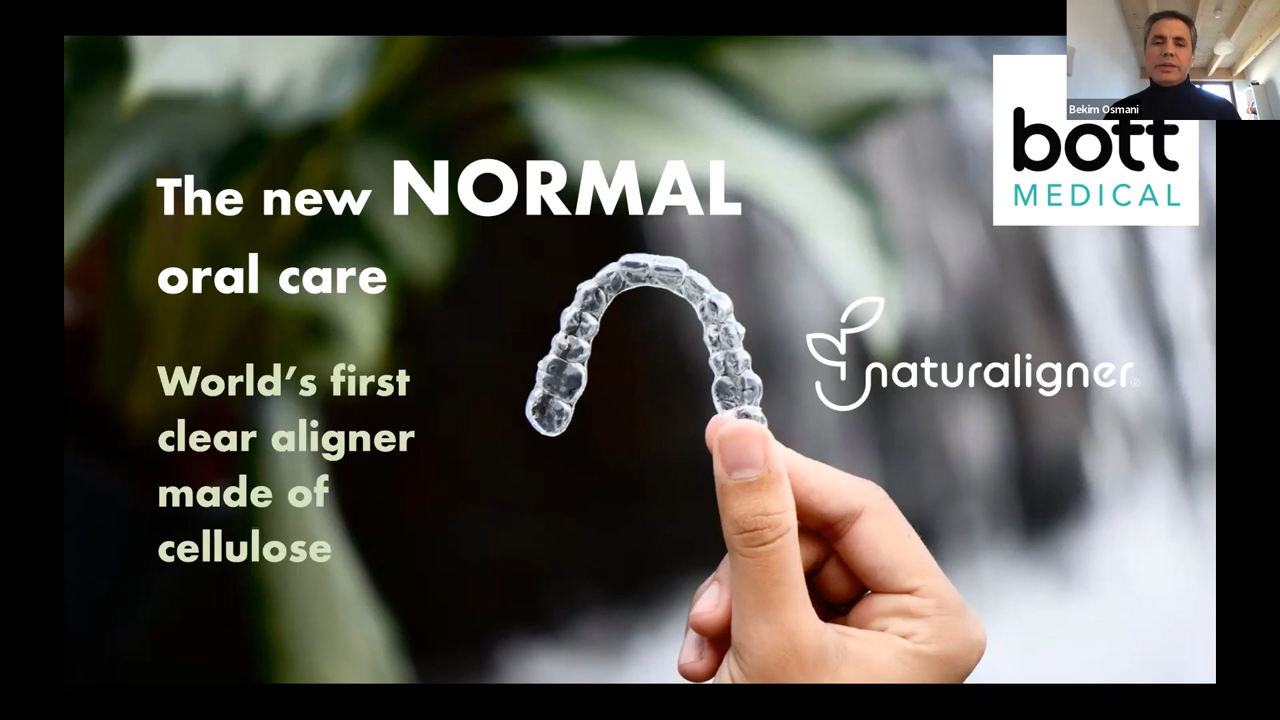 Bekim Osmani
bott
MEDICAL
The new NORMAL
oral care
World's first
clear aligner
made of
cellulose
naturaligner®